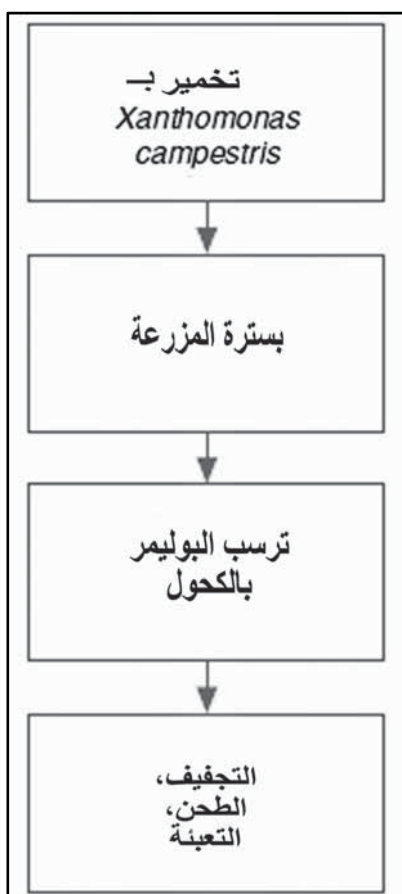 تخمير بـ
Xanthomonas
campestris
بسترة المزرعة
ترسب البوليمر
بالكحول
التجفيف،
الطحن،
التعبئة